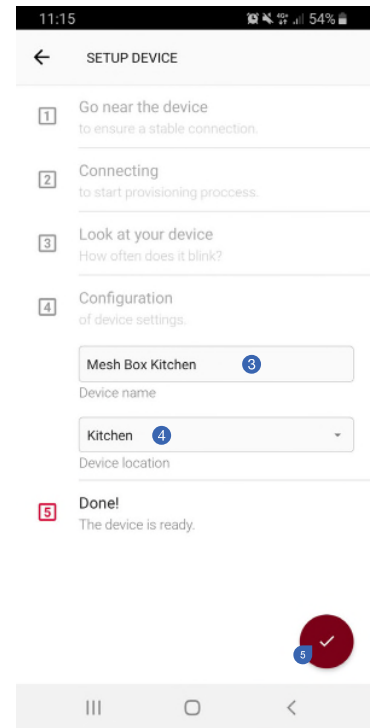 11:15 4G+ 54%
SETUP DEVICE
1 Go near the device
to ensure a stable connection.
2 Connecting
to start provisioning proccess.
3 Look at your device
How often does it blink?
4 Configuration
of device settings.
Mesh Box Kitchen 3
Device name
Kitchen 4
Device location
5 Done!
The device is ready.
5